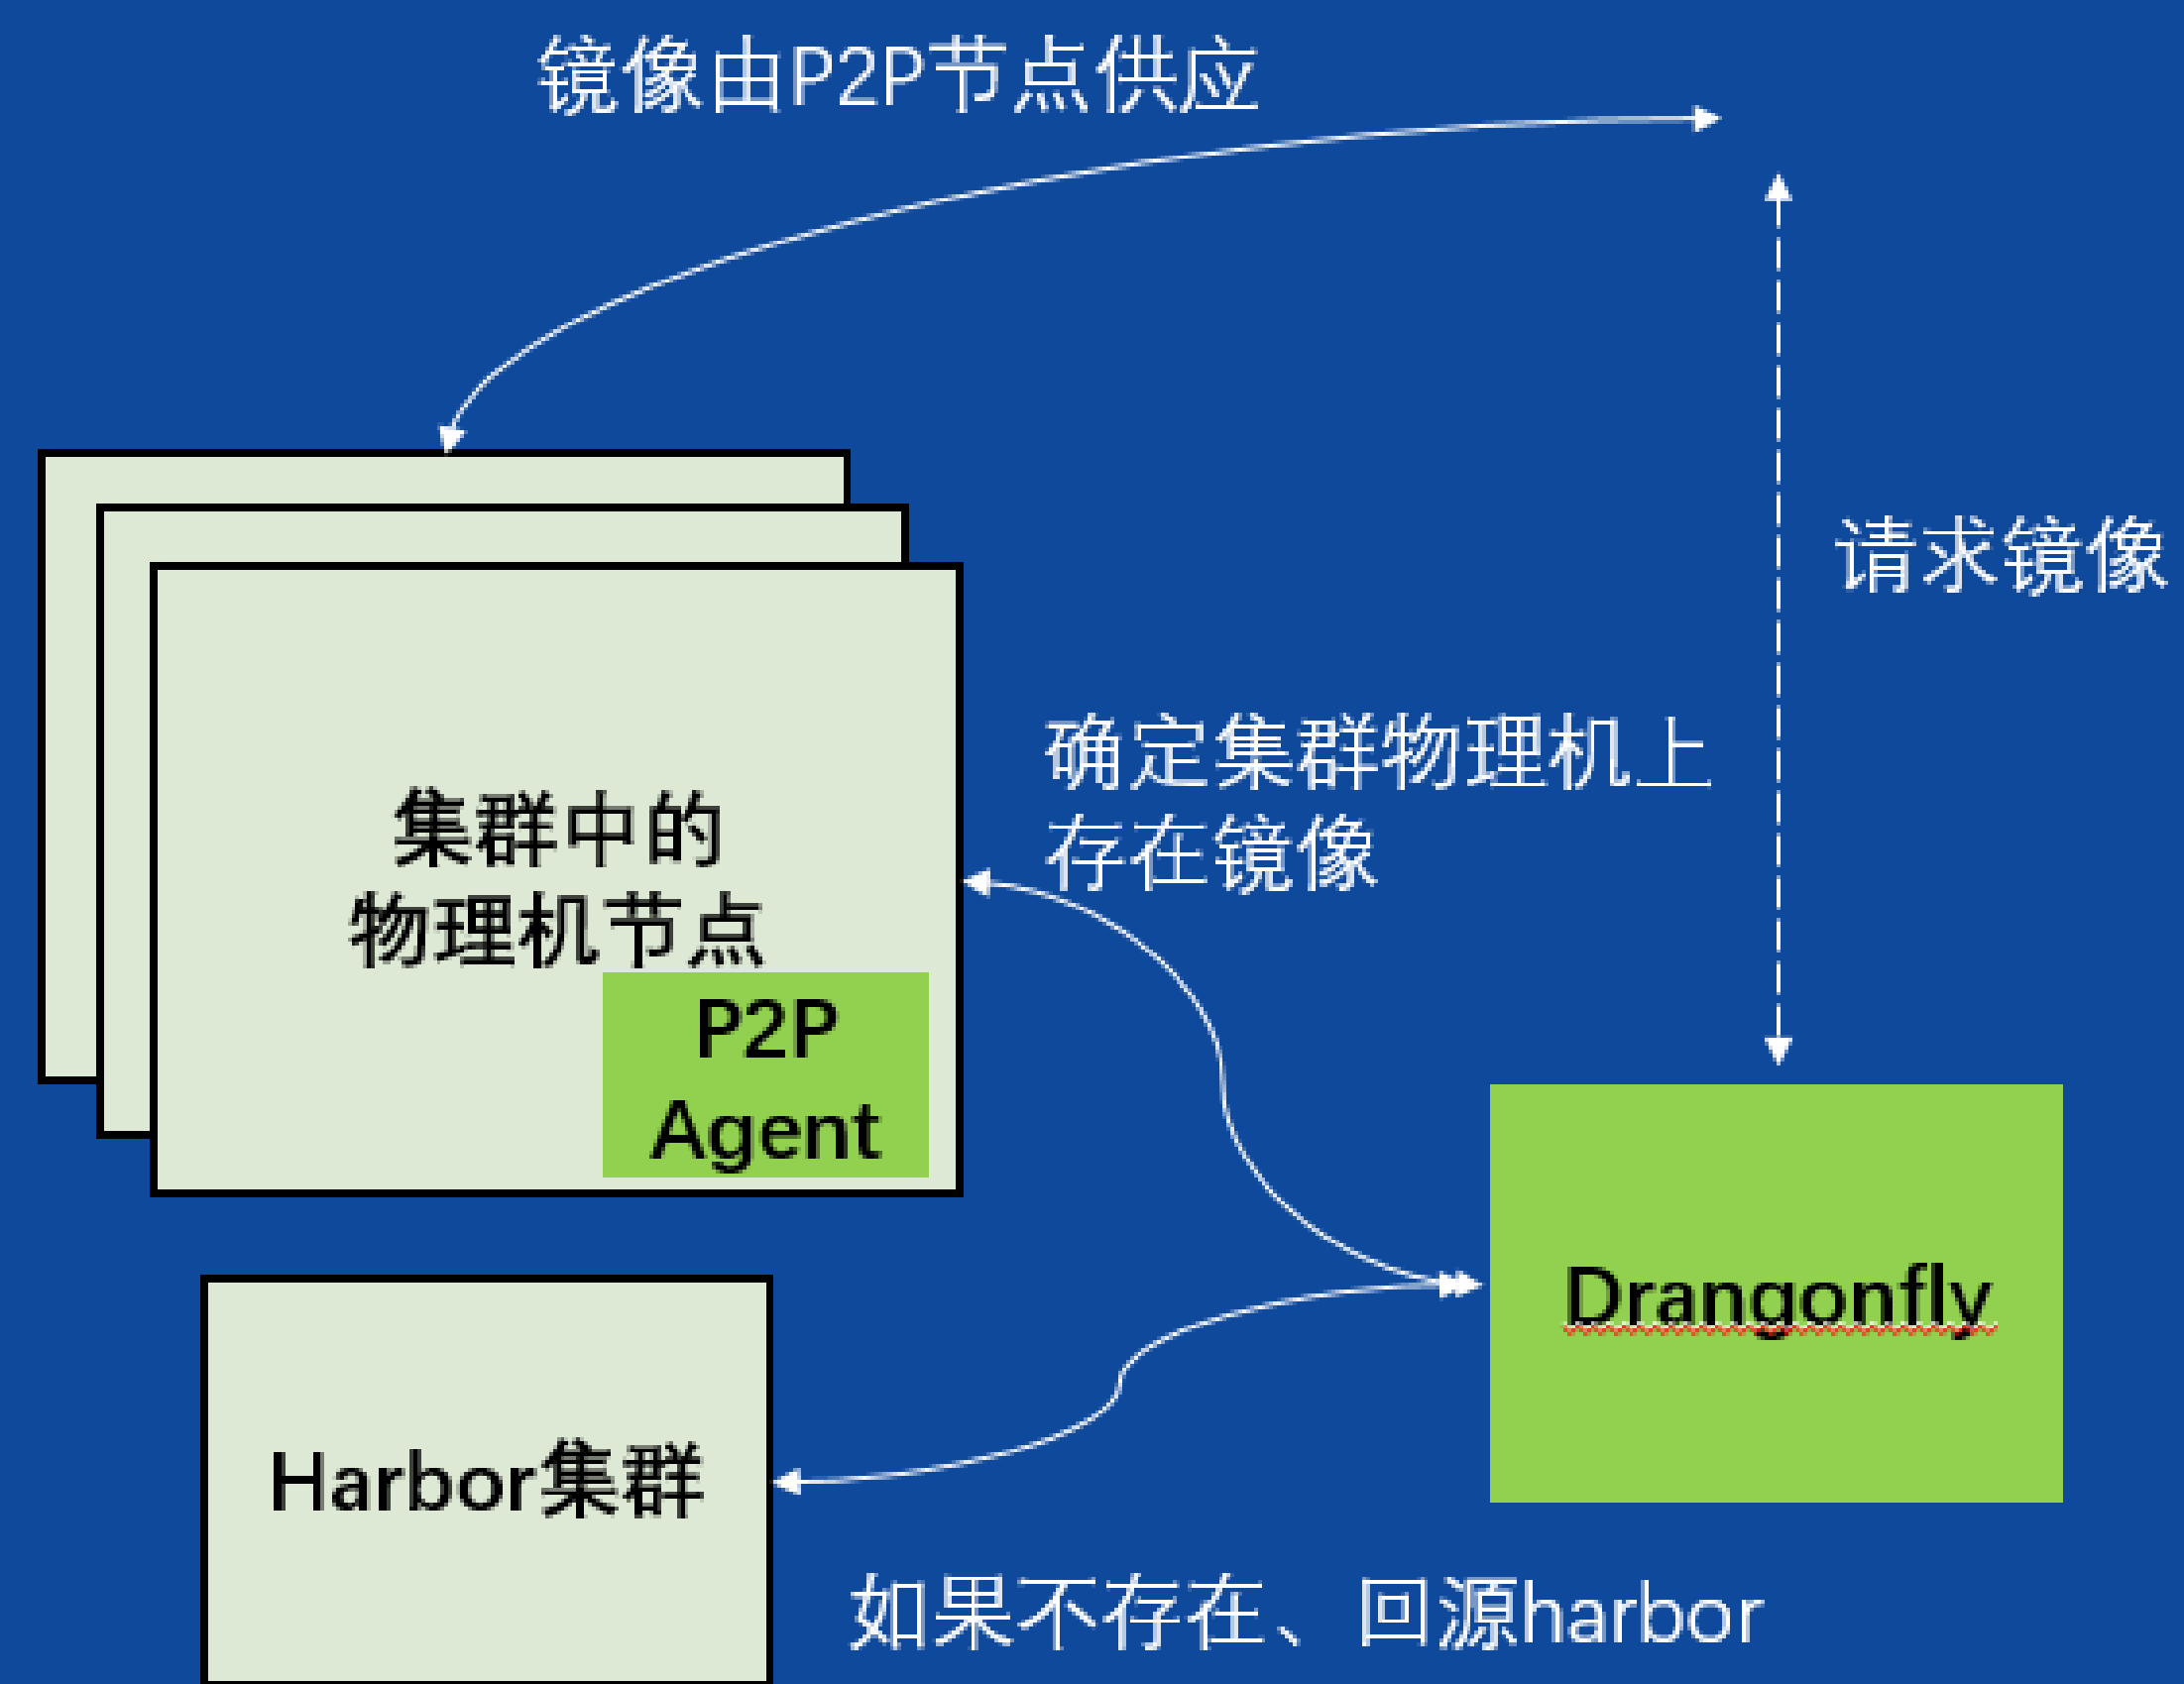 镜像由P2P节点供应
请求镜像
确定集群物理机上
存在镜像
集群中的
物理机节点
P2P
Agent
Drangonfly
Harbor集群
如果不存在、回源harbor